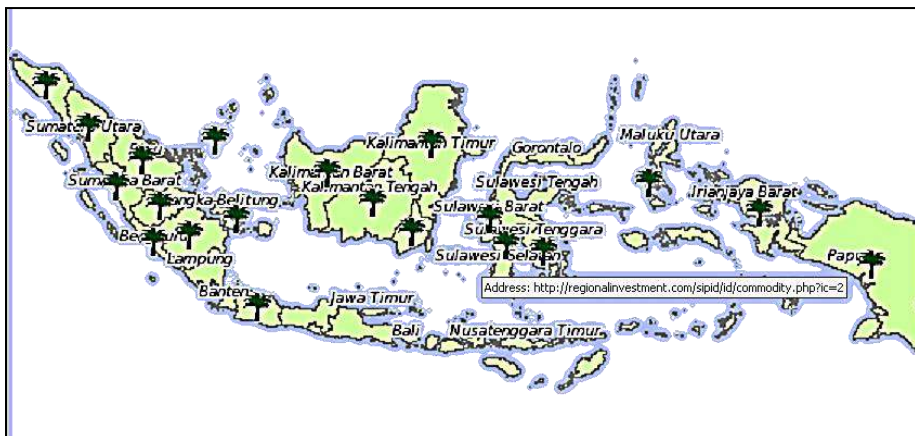 Sumatera Utara
Maluku Utara
Kalimantan Timur
Gorontalo
Kalimantan Barat
Sumatera Barat
Kalimantan Tengah
Sulawesi Tengah
Irianjaya Barat
Bangka Belitung
Sulawesi Barat
Sulawesi Tenggara
Sulawesi Selatan
Lampung
Address: http://regionalinvestment.com/sipid/id/commodity.php?ic=2
Banten
Jawa Timur
Bali
Nusatenggara Timur